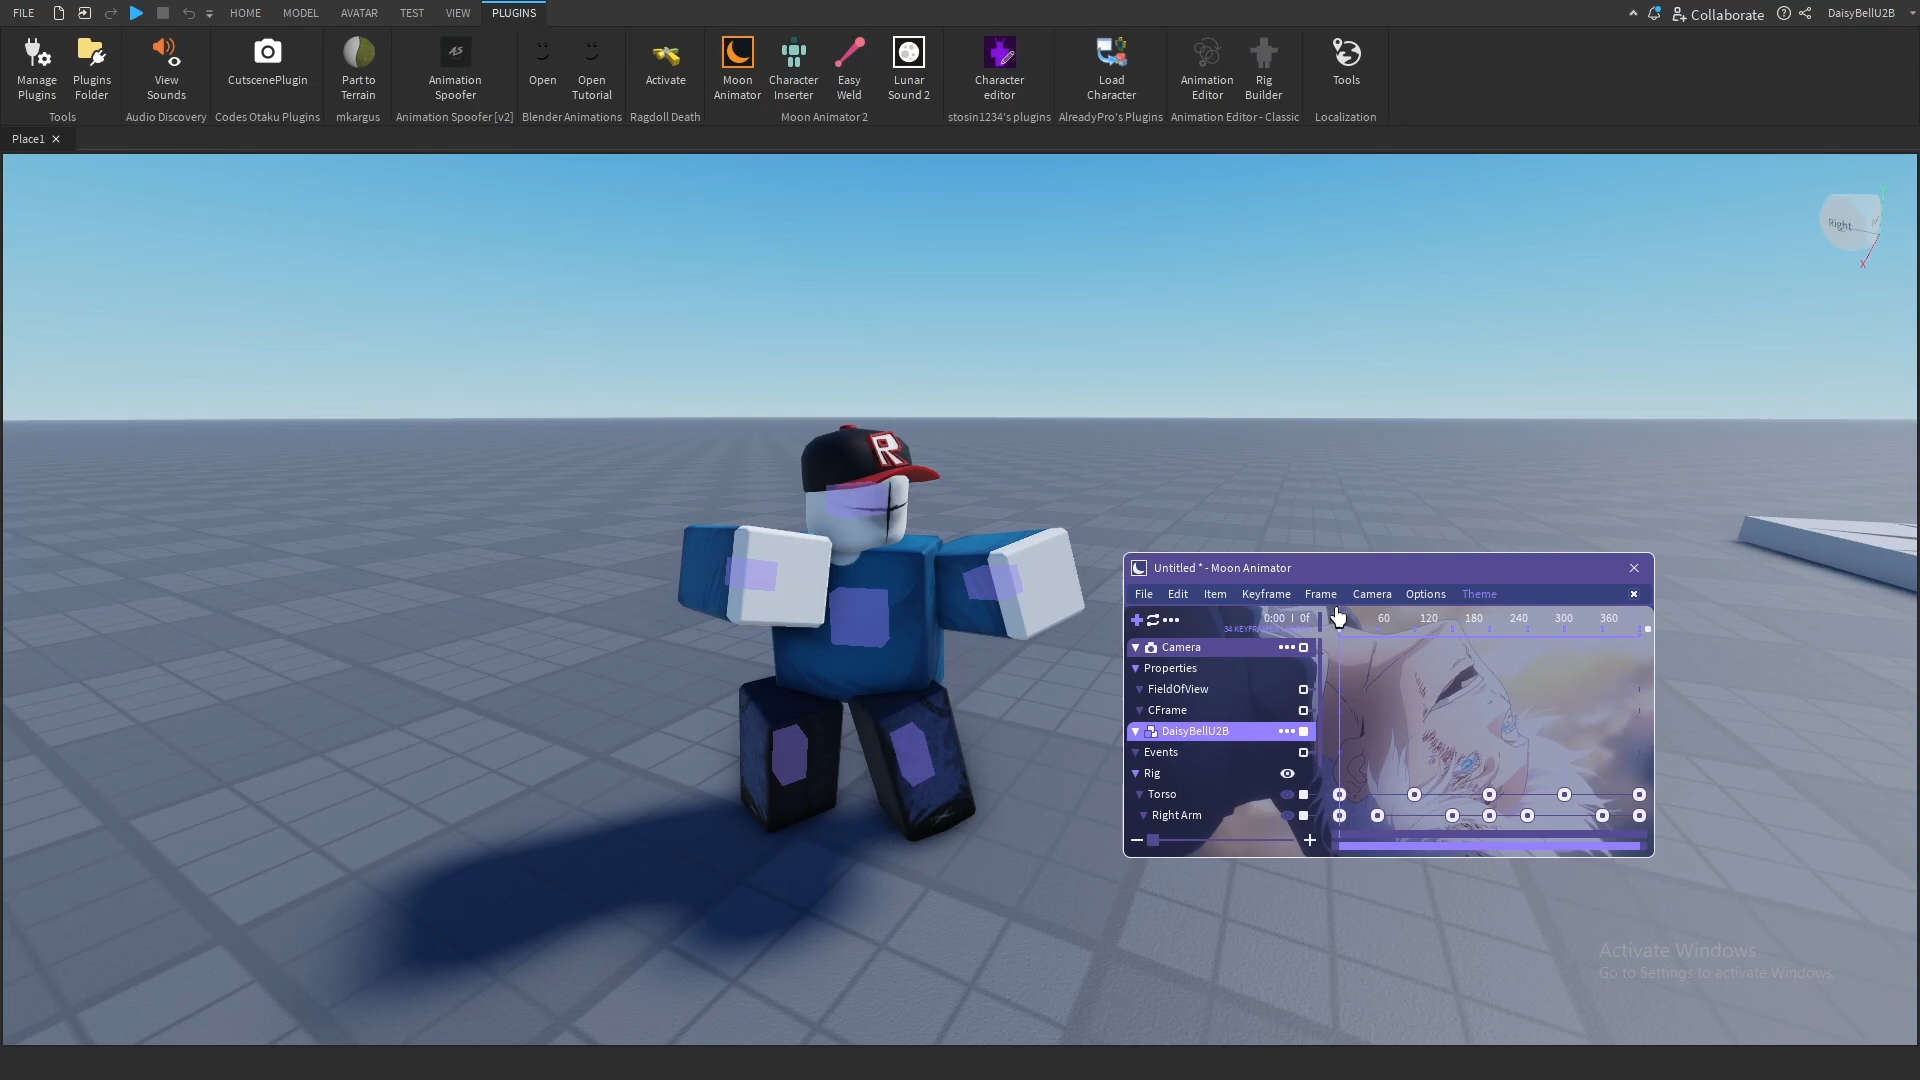 FILE HOME MODEL AVATAR TEST VIEW PLUGINS Collaborate DaisyBellU2B
Manage Plugins
Plugins Folder
View Sounds
CutscenePlugin
Part to Terrain
AS
Animation Spoofer
Open
Open Tutorial
Activate
Moon Animator
Character Inserter
Easy Weld
Lunar Sound 2
Character editor
Load Character
Animation Editor
Rig Builder
Tools
Tools Audio Discovery Codes Otaku Plugins mkargus Animation Spoofer [v2] Blender Animations Ragdoll Death Moon Animator 2 stosin1234's plugins AlreadyPro's Plugins Animation Editor - Classic Localization
Place1
Right
X
R
Untitled * - Moon Animator
File Edit Item Keyframe Frame Camera Options Theme
0:00 | 0f 60 120 180 240 300 360
Camera
Properties
FieldOfView
CFrame
DaisyBellU2B
Events
Rig
Torso
Right Arm
Activate Windows
Go to Settings to activate Windows.